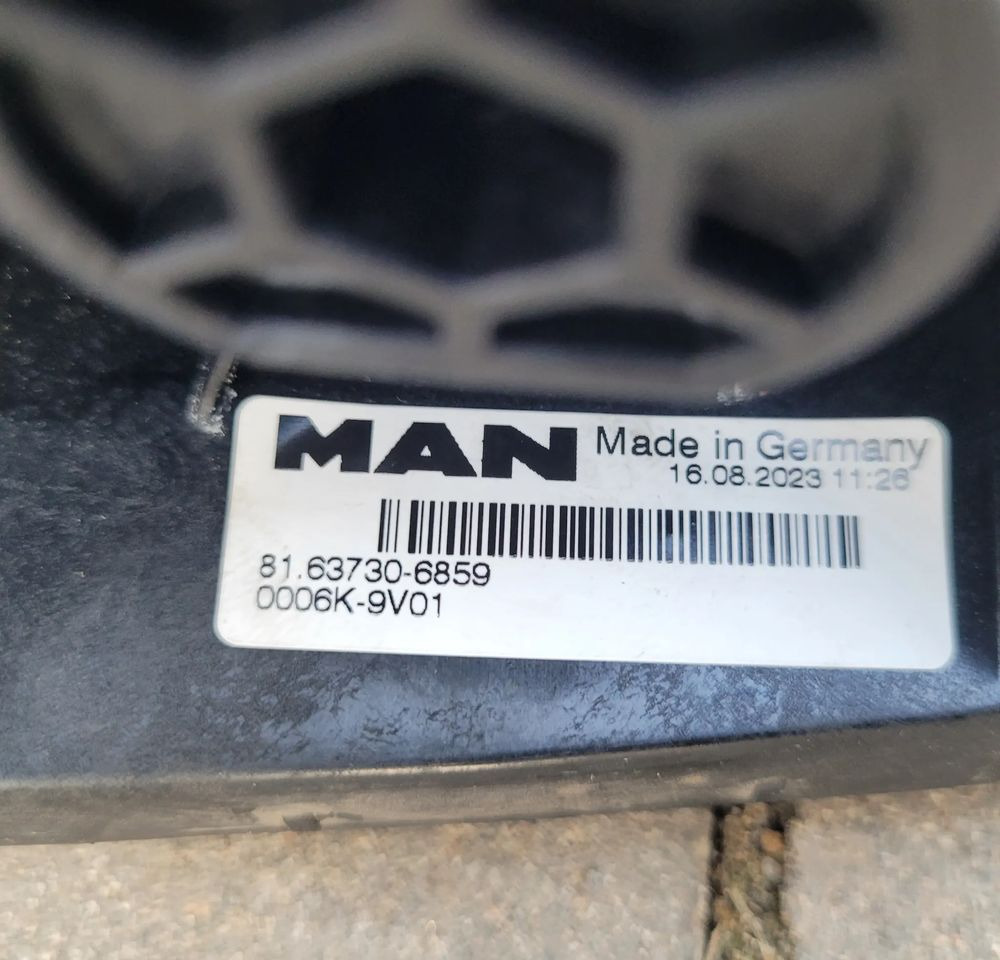 MAN Made in Germany
16.08.2023 11:26
81.63730-6859
0006K-9V01